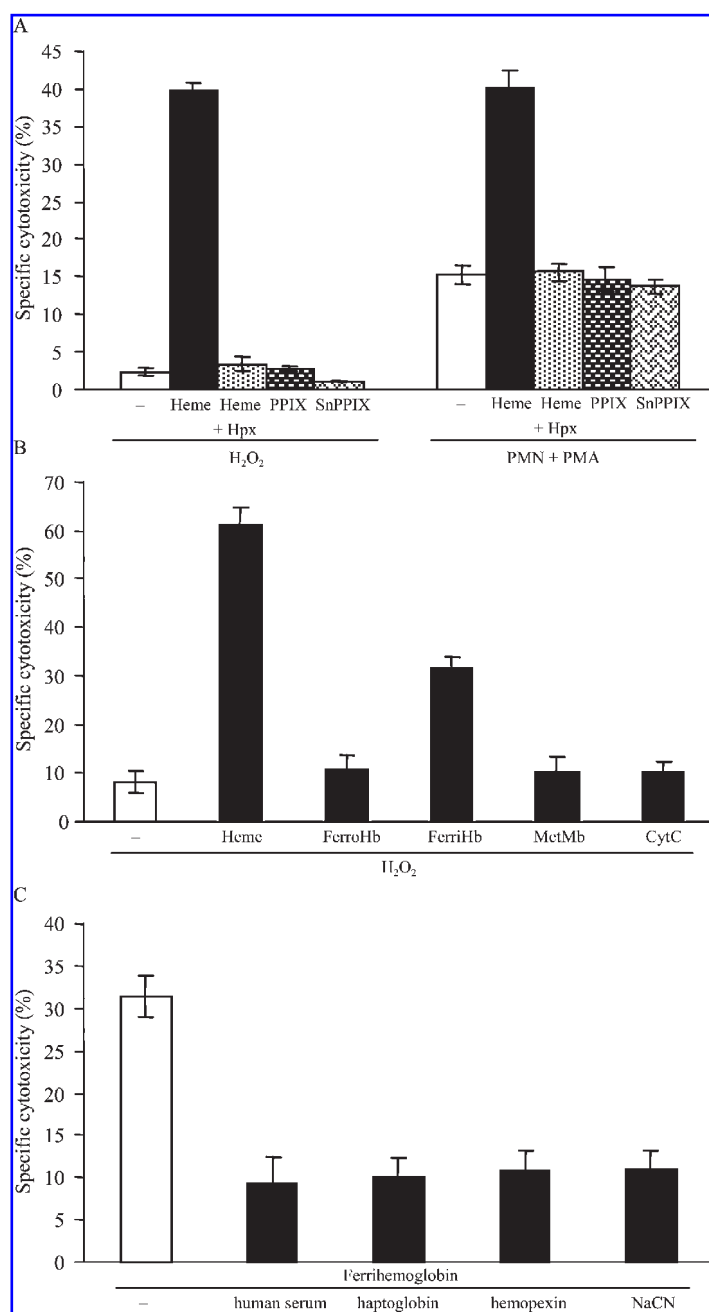 A
Specific cytotoxicity (%)
45
40
35
30
25
20
15
10
5
0
– Heme Heme PPIX SnPPIX – Heme Heme PPIX SnPPIX
+ Hpx + Hpx
H₂O₂ PMN + PMA
B
Specific cytotoxicity (%)
70
60
50
40
30
20
10
0
– Heme FerroHb FerriHb MetMb CytC
H₂O₂
C
Specific cytotoxicity (%)
40
35
30
25
20
15
10
5
0
Ferrihemoglobin
– human serum haptoglobin hemopexin NaCN